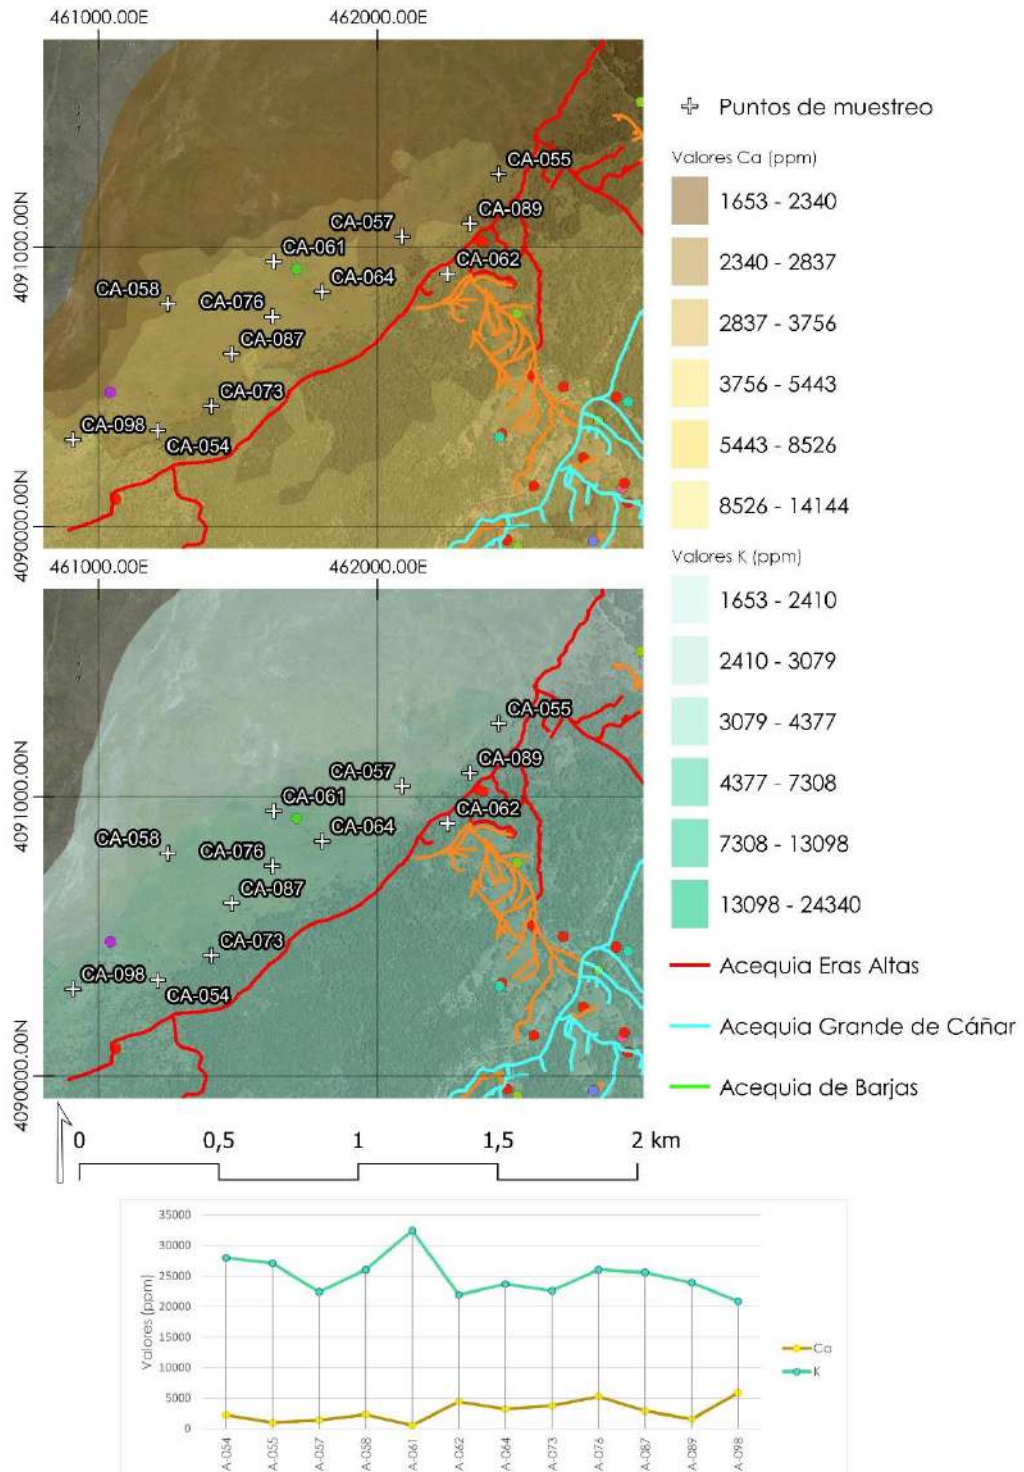 461000.00E 462000.00E
4091000.00N
4090000.00N
CA-055
CA-089
CA-057
CA-061
CA-062
CA-064
CA-058
CA-076
CA-087
CA-073
CA-098
CA-054
461000.00E 462000.00E
4091000.00N
4090000.00N
CA-055
CA-089
CA-057
CA-061
CA-062
CA-064
CA-058
CA-076
CA-087
CA-073
CA-098
CA-054
Puntos de muestreo
Valores Ca (ppm)
1653 - 2340
2340 - 2837
2837 - 3756
3756 - 5443
5443 - 8526
8526 - 14144
Valores K (ppm)
1653 - 2410
2410 - 3079
3079 - 4377
4377 - 7308
7308 - 13098
13098 - 24340
Acequia Eras Altas
Acequia Grande de Cáñar
Acequia de Barjas
0 0,5 1 1,5 2 km
Valores (ppm)
35000
30000
25000
20000
15000
10000
5000
0
A-054
A-055
A-057
A-058
A-061
A-062
A-064
A-073
A-076
A-087
A-089
A-098
Ca
K